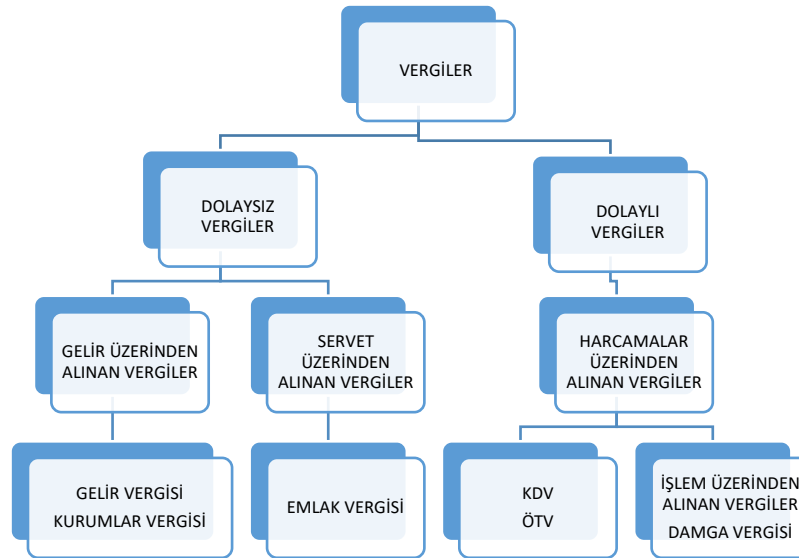 VERGİLER
DOLAYSIZ
VERGİLER
DOLAYLI
VERGİLER
GELİR ÜZERİNDEN
ALINAN VERGİLER
SERVET
ÜZERİNDEN
ALINAN VERGİLER
HARCAMALAR
ÜZERİNDEN
ALINAN VERGİLER
GELİR VERGİSİ
KURUMLAR VERGİSİ
EMLAK VERGİSİ
KDV
ÖTV
İŞLEM ÜZERİNDEN
ALINAN VERGİLER
DAMGA VERGİSİ